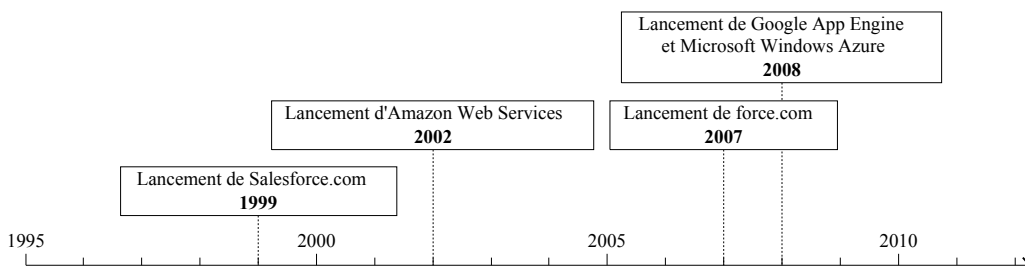 Lancement de Google App Engine
et Microsoft Windows Azure
2008
Lancement d'Amazon Web Services
2002
Lancement de force.com
2007
Lancement de Salesforce.com
1999
1995 2000 2005 2010